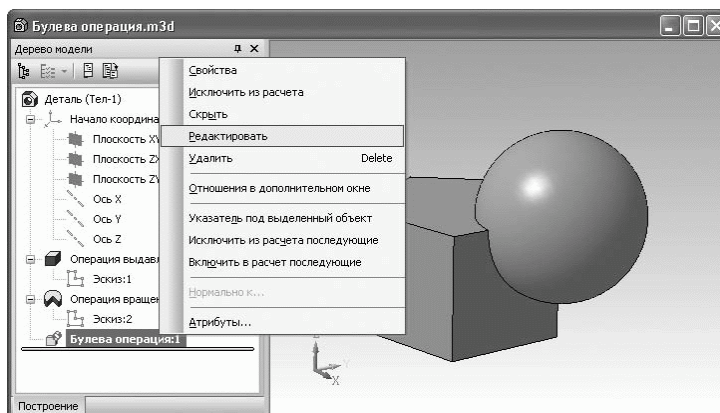 Булева операция.m3d
Дерево модели
Деталь (Тел-1)
Начало координа
Плоскость XY
Плоскость ZX
Плоскость ZY
Ось X
Ось Y
Ось Z
Операция выдавл
Эскиз:1
Операция вращен
Эскиз:2
Булева операция:1
Построение
Свойства
Исключить из расчета
Скрыть
Редактировать
Удалить Delete
Отношения в дополнительном окне
Указатель под выделенный объект
Исключить из расчета последующие
Включить в расчет последующие
Нормально к...
Атрибуты...
Y
X